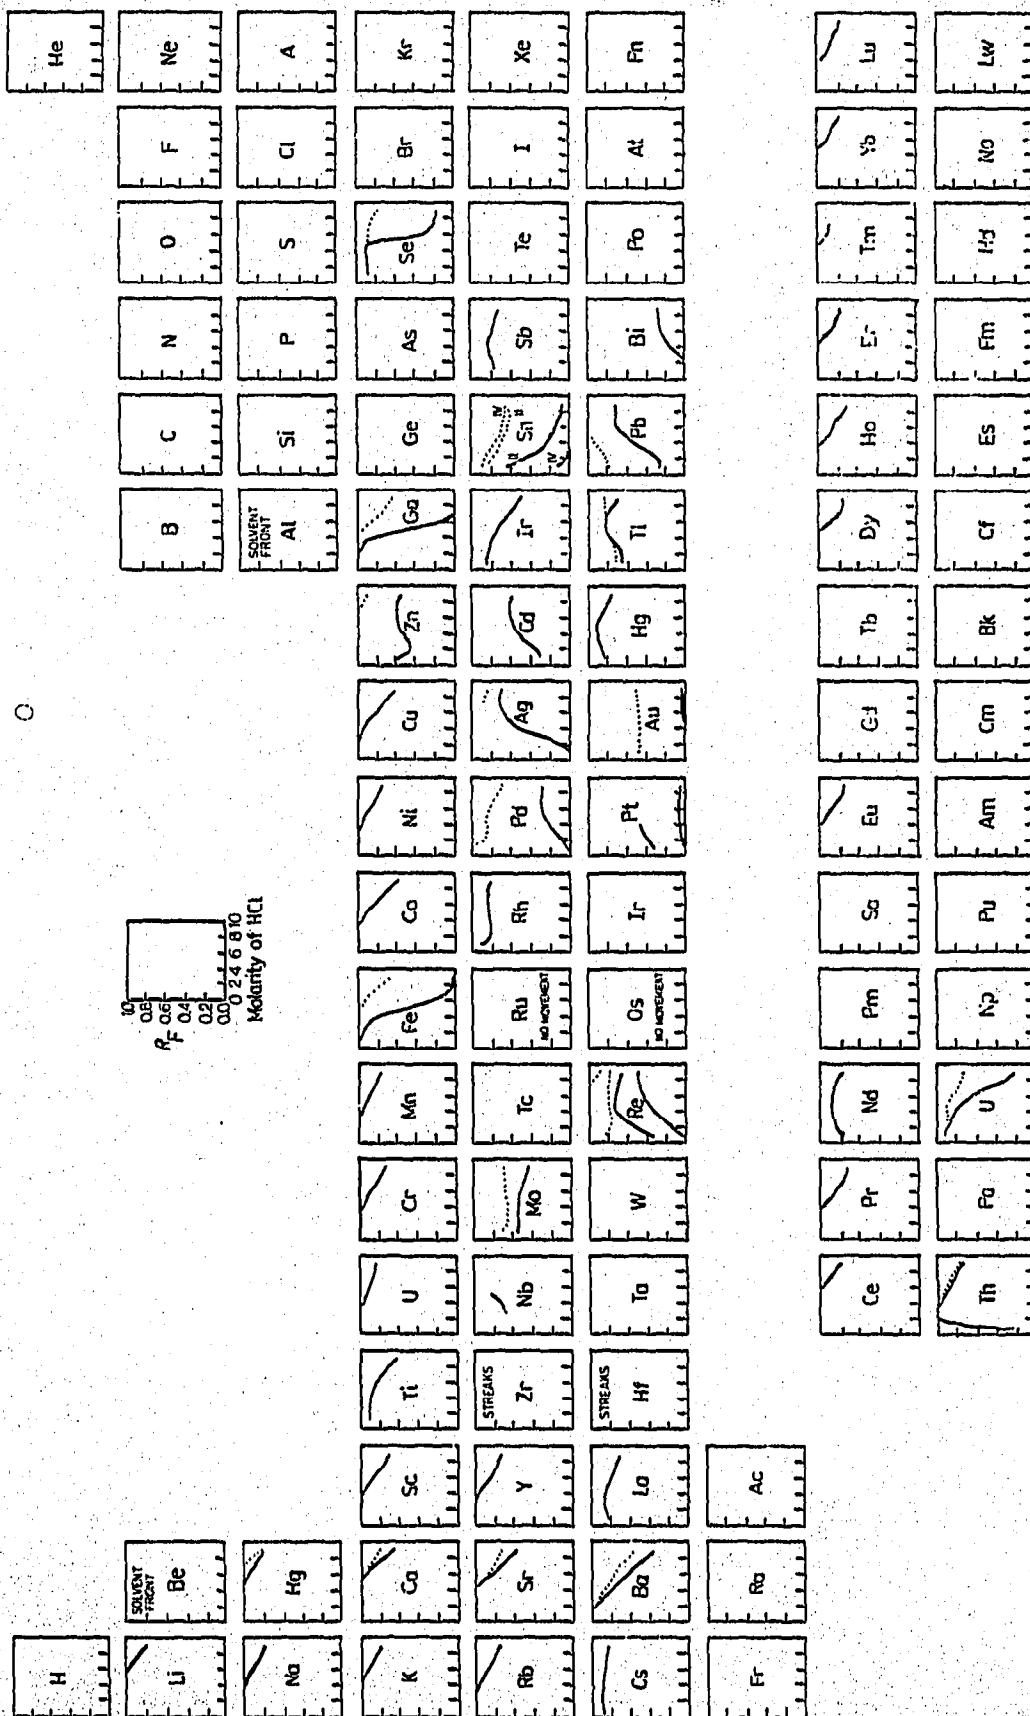 H He
Li SOLVENT FRONT Be B C N O F Ne
1.0
0.8
0.6
0.4
0.2
0.0
RF
0 2 4 6 8 10
Molarity of HCl
Na Mg SOLVENT FRONT Al Si P S Cl A
K Ca Sc Ti V Cr Mn Fe Co Ni Cu Zn Ga Ge As Se Br Kr
Rb Sr Y STREAKS Zr Nb Mo Tc Ru NO MOVEMENT Rh Pd Ag Cd In II IV Sn IV II Sb Te I Xe
Cs Ba La STREAKS Hf Ta W Re Os NO MOVEMENT Ir Pt Au Hg Tl Pb Bi Po At Rn
Fr Ra Ac
Ce Pr Nd Pm Eu Gd Tb Dy Ho Er Tm Yb Lu
Th Pa U Np Pu Am Cm Bk Cf Es Fm Md No Lw